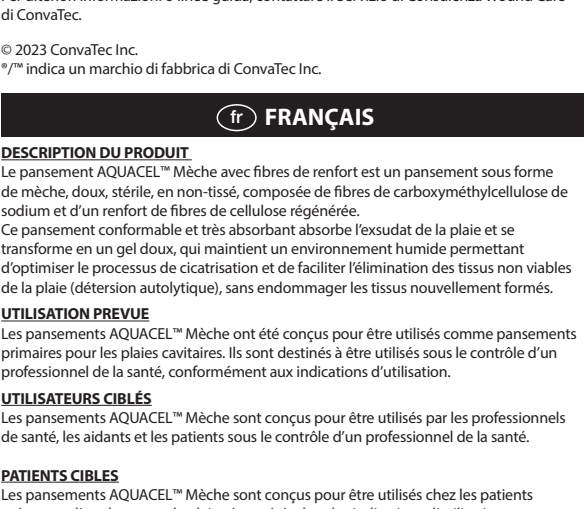 di ConvaTec.
© 2023 ConvaTec Inc.
®/™ indica un marchio di fabbrica di ConvaTec Inc.
fr FRANÇAIS
DESCRIPTION DU PRODUIT
Le pansement AQUACEL™ Mèche avec fibres de renfort est un pansement sous forme
de mèche, doux, stérile, en non-tissé, composée de fibres de carboxyméthylcellulose de
sodium et d’un renfort de fibres de cellulose régénérée.
Ce pansement conformable et très absorbant absorbe l’exsudat de la plaie et se
transforme en un gel doux, qui maintient un environnement humide permettant
d’optimiser le processus de cicatrisation et de faciliter l’élimination des tissus non viables
de la plaie (détersion autolytique), sans endommager les tissus nouvellement formés.
UTILISATION PREVUE
Les pansements AQUACEL™ Mèche ont été conçus pour être utilisés comme pansements
primaires pour les plaies cavitaires. Ils sont destinés à être utilisés sous le contrôle d’un
professionnel de la santé, conformément aux indications d’utilisation.
UTILISATEURS CIBLÉS
Les pansements AQUACEL™ Mèche sont conçus pour être utilisés par les professionnels
de santé, les aidants et les patients sous le contrôle d’un professionnel de la santé.
PATIENTS CIBLES
Les pansements AQUACEL™ Mèche sont conçus pour être utilisés chez les patients